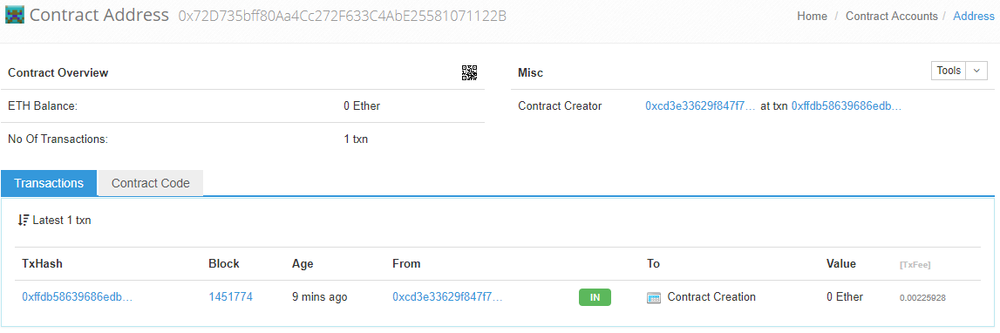 Contract Address 0x72D735bff80Aa4Cc272F633C4AbE25581071122B
Home / Contract Accounts / Address
Contract Overview
ETH Balance: 0 Ether
No Of Transactions: 1 txn
Misc Tools
Contract Creator 0xcd3e33629f847f7... at txn 0xffdb58639686edb...
Transactions Contract Code
Latest 1 txn
TxHash Block Age From To Value [TxFee]
0xffdb58639686edb... 1451774 9 mins ago 0xcd3e33629f847f7... IN Contract Creation 0 Ether 0.00225928